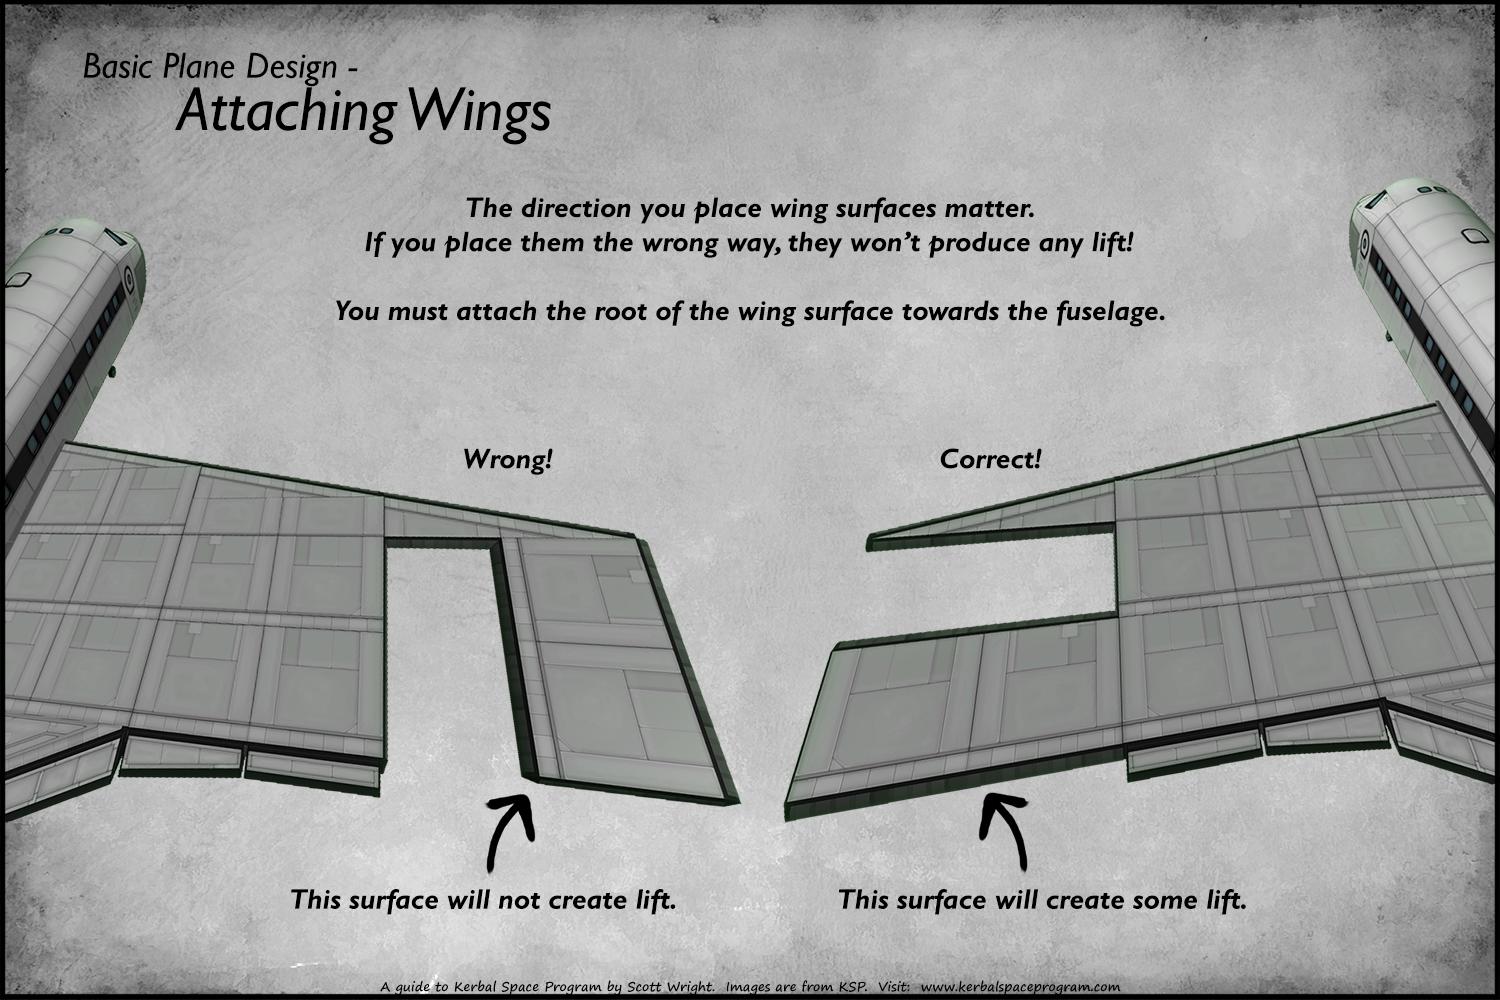 Basic Plane Design -
Attaching Wings
The direction you place wing surfaces matter.
If you place them the wrong way, they won't produce any lift!
You must attach the root of the wing surface towards the fuselage.
Wrong!
Correct!
This surface will not create lift.
This surface will create some lift.
A guide to Kerbal Space Program by Scott Wright. Images are from KSP. Visit: www.kerbalspaceprogram.com